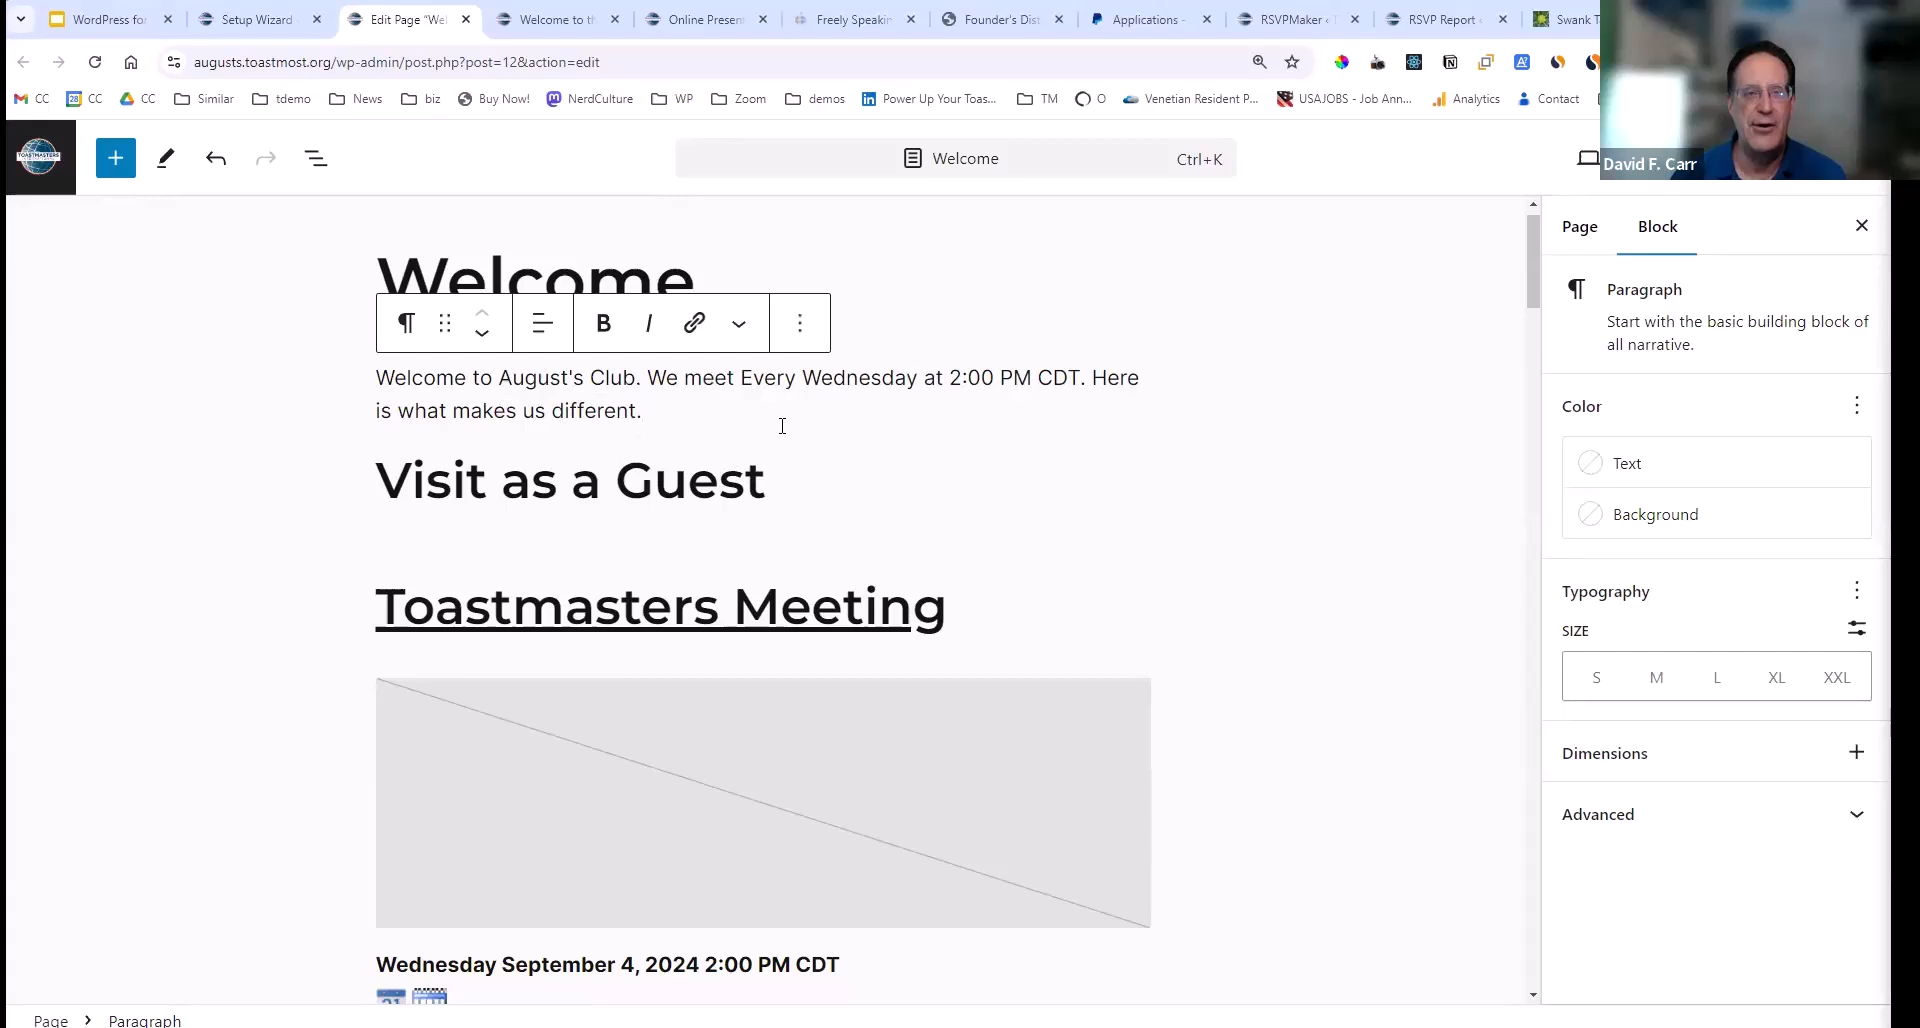 WordPress for
Setup Wizard
Edit Page "Wel
Welcome to th
Online Presen
Freely Speakin
Founder's Dist
Applications -
RSVPMaker ‹ T
RSVP Report ‹
Swank T
augusts.toastmost.org/wp-admin/post.php?post=12&action=edit
CC
CC
CC
Similar
tdemo
News
biz
Buy Now!
NerdCulture
WP
Zoom
demos
Power Up Your Toas...
TM
O
Venetian Resident P...
USAJOBS - Job Ann...
Analytics
Contact
David F. Carr
TOASTMASTERS
Welcome
Ctrl+K
Page
Block
Welcome
B I
Welcome to August's Club. We meet Every Wednesday at 2:00 PM CDT. Here
is what makes us different.
Visit as a Guest
Toastmasters Meeting
Wednesday September 4, 2024 2:00 PM CDT
Paragraph
Start with the basic building block of
all narrative.
Color
Text
Background
Typography
SIZE
S M L XL XXL
Dimensions
Advanced
Page
Paragraph